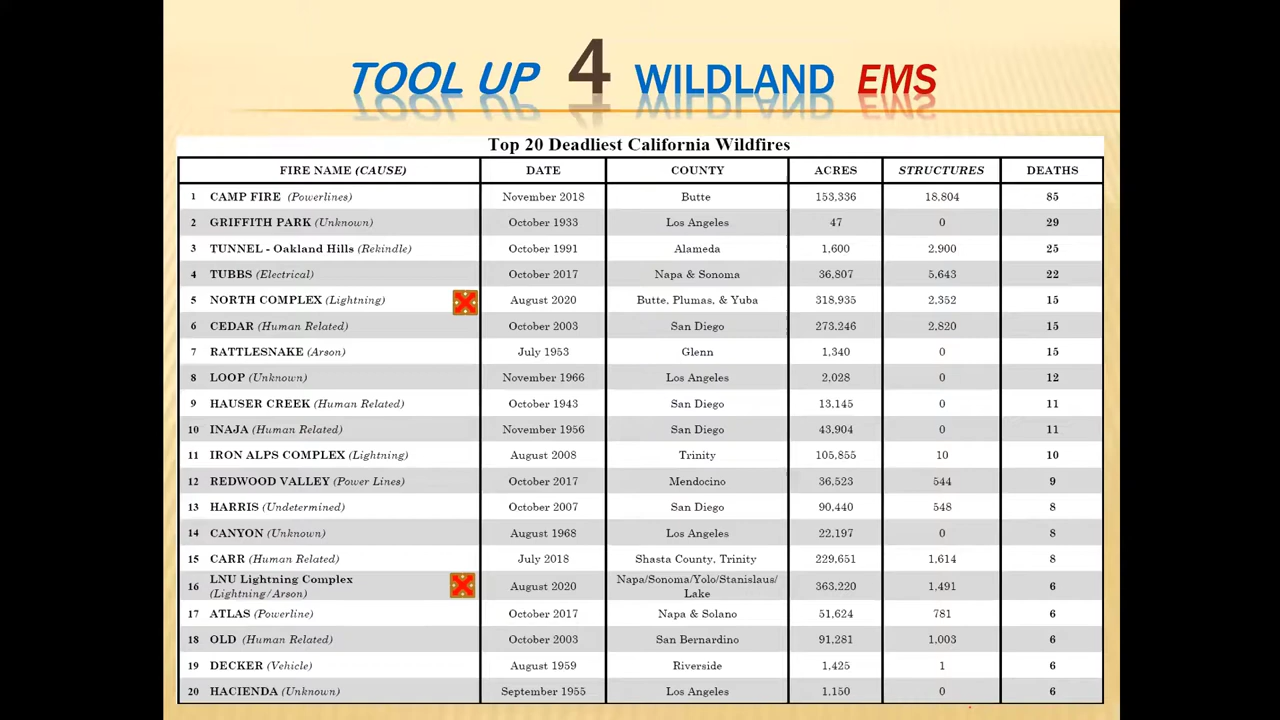 TOOL UP 4 WILDLAND EMS
Top 20 Deadliest California Wildfires
FIRE NAME (CAUSE) DATE COUNTY ACRES STRUCTURES DEATHS
1 CAMP FIRE (Powerlines) November 2018 Butte 153,336 18,804 85
2 GRIFFITH PARK (Unknown) October 1933 Los Angeles 47 0 29
3 TUNNEL - Oakland Hills (Rekindle) October 1991 Alameda 1,600 2,900 25
4 TUBBS (Electrical) October 2017 Napa & Sonoma 36,807 5,643 22
5 NORTH COMPLEX (Lightning) August 2020 Butte, Plumas, & Yuba 318,935 2,352 15
6 CEDAR (Human Related) October 2003 San Diego 273,246 2,820 15
7 RATTLESNAKE (Arson) July 1953 Glenn 1,340 0 15
8 LOOP (Unknown) November 1966 Los Angeles 2,028 0 12
9 HAUSER CREEK (Human Related) October 1943 San Diego 13,145 0 11
10 INAJA (Human Related) November 1956 San Diego 43,904 0 11
11 IRON ALPS COMPLEX (Lightning) August 2008 Trinity 105,855 10 10
12 REDWOOD VALLEY (Power Lines) October 2017 Mendocino 36,523 544 9
13 HARRIS (Undetermined) October 2007 San Diego 90,440 548 8
14 CANYON (Unknown) August 1968 Los Angeles 22,197 0 8
15 CARR (Human Related) July 2018 Shasta County, Trinity 229,651 1,614 8
16 LNU Lightning Complex (Lightning/Arson) August 2020 Napa/Sonoma/Yolo/Stanislaus/ Lake 363,220 1,491 6
17 ATLAS (Powerline) October 2017 Napa & Solano 51,624 781 6
18 OLD (Human Related) October 2003 San Bernardino 91,281 1,003 6
19 DECKER (Vehicle) August 1959 Riverside 1,425 1 6
20 HACIENDA (Unknown) September 1955 Los Angeles 1,150 0 6